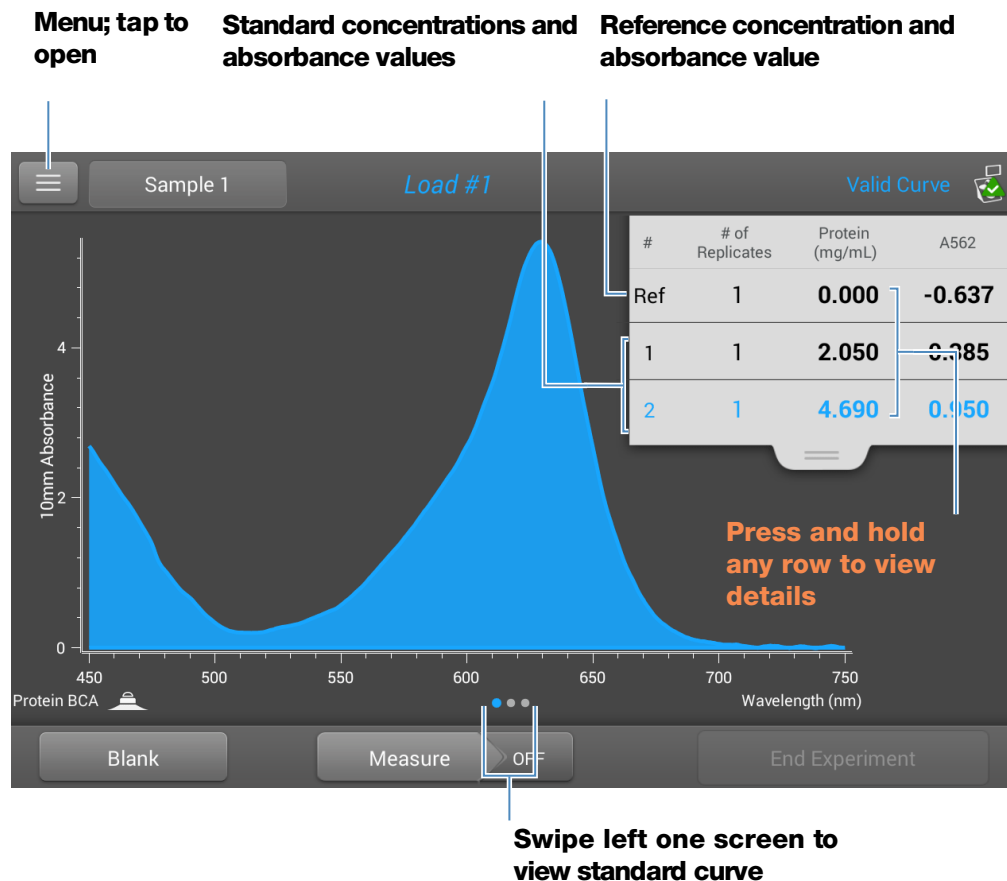 Menu; tap to
open
Standard concentrations and
absorbance values
Reference concentration and
absorbance value
Sample 1
Load #1
Valid Curve
# # of Replicates Protein (mg/mL) A562
Ref 1 0.000 -0.637
1 1 2.050 0.385
2 1 4.690 0.950
Press and hold
any row to view
details
10mm Absorbance
4
2
0
450 500 550 600 650 700 750
Protein BCA
Wavelength (nm)
Blank
Measure
OFF
End Experiment
Swipe left one screen to
view standard curve